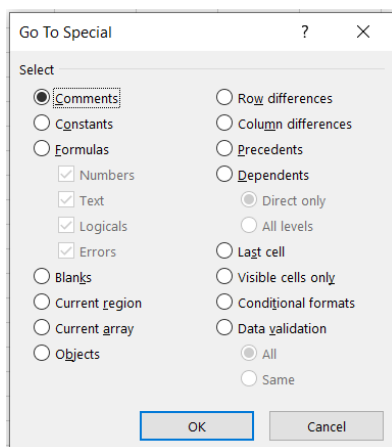 Go To Special ?
Select
Comments
Constants
Formulas
Numbers
Text
Logicals
Errors
Blanks
Current region
Current array
Objects
Row differences
Column differences
Precedents
Dependents
Direct only
All levels
Last cell
Visible cells only
Conditional formats
Data validation
All
Same
OK Cancel